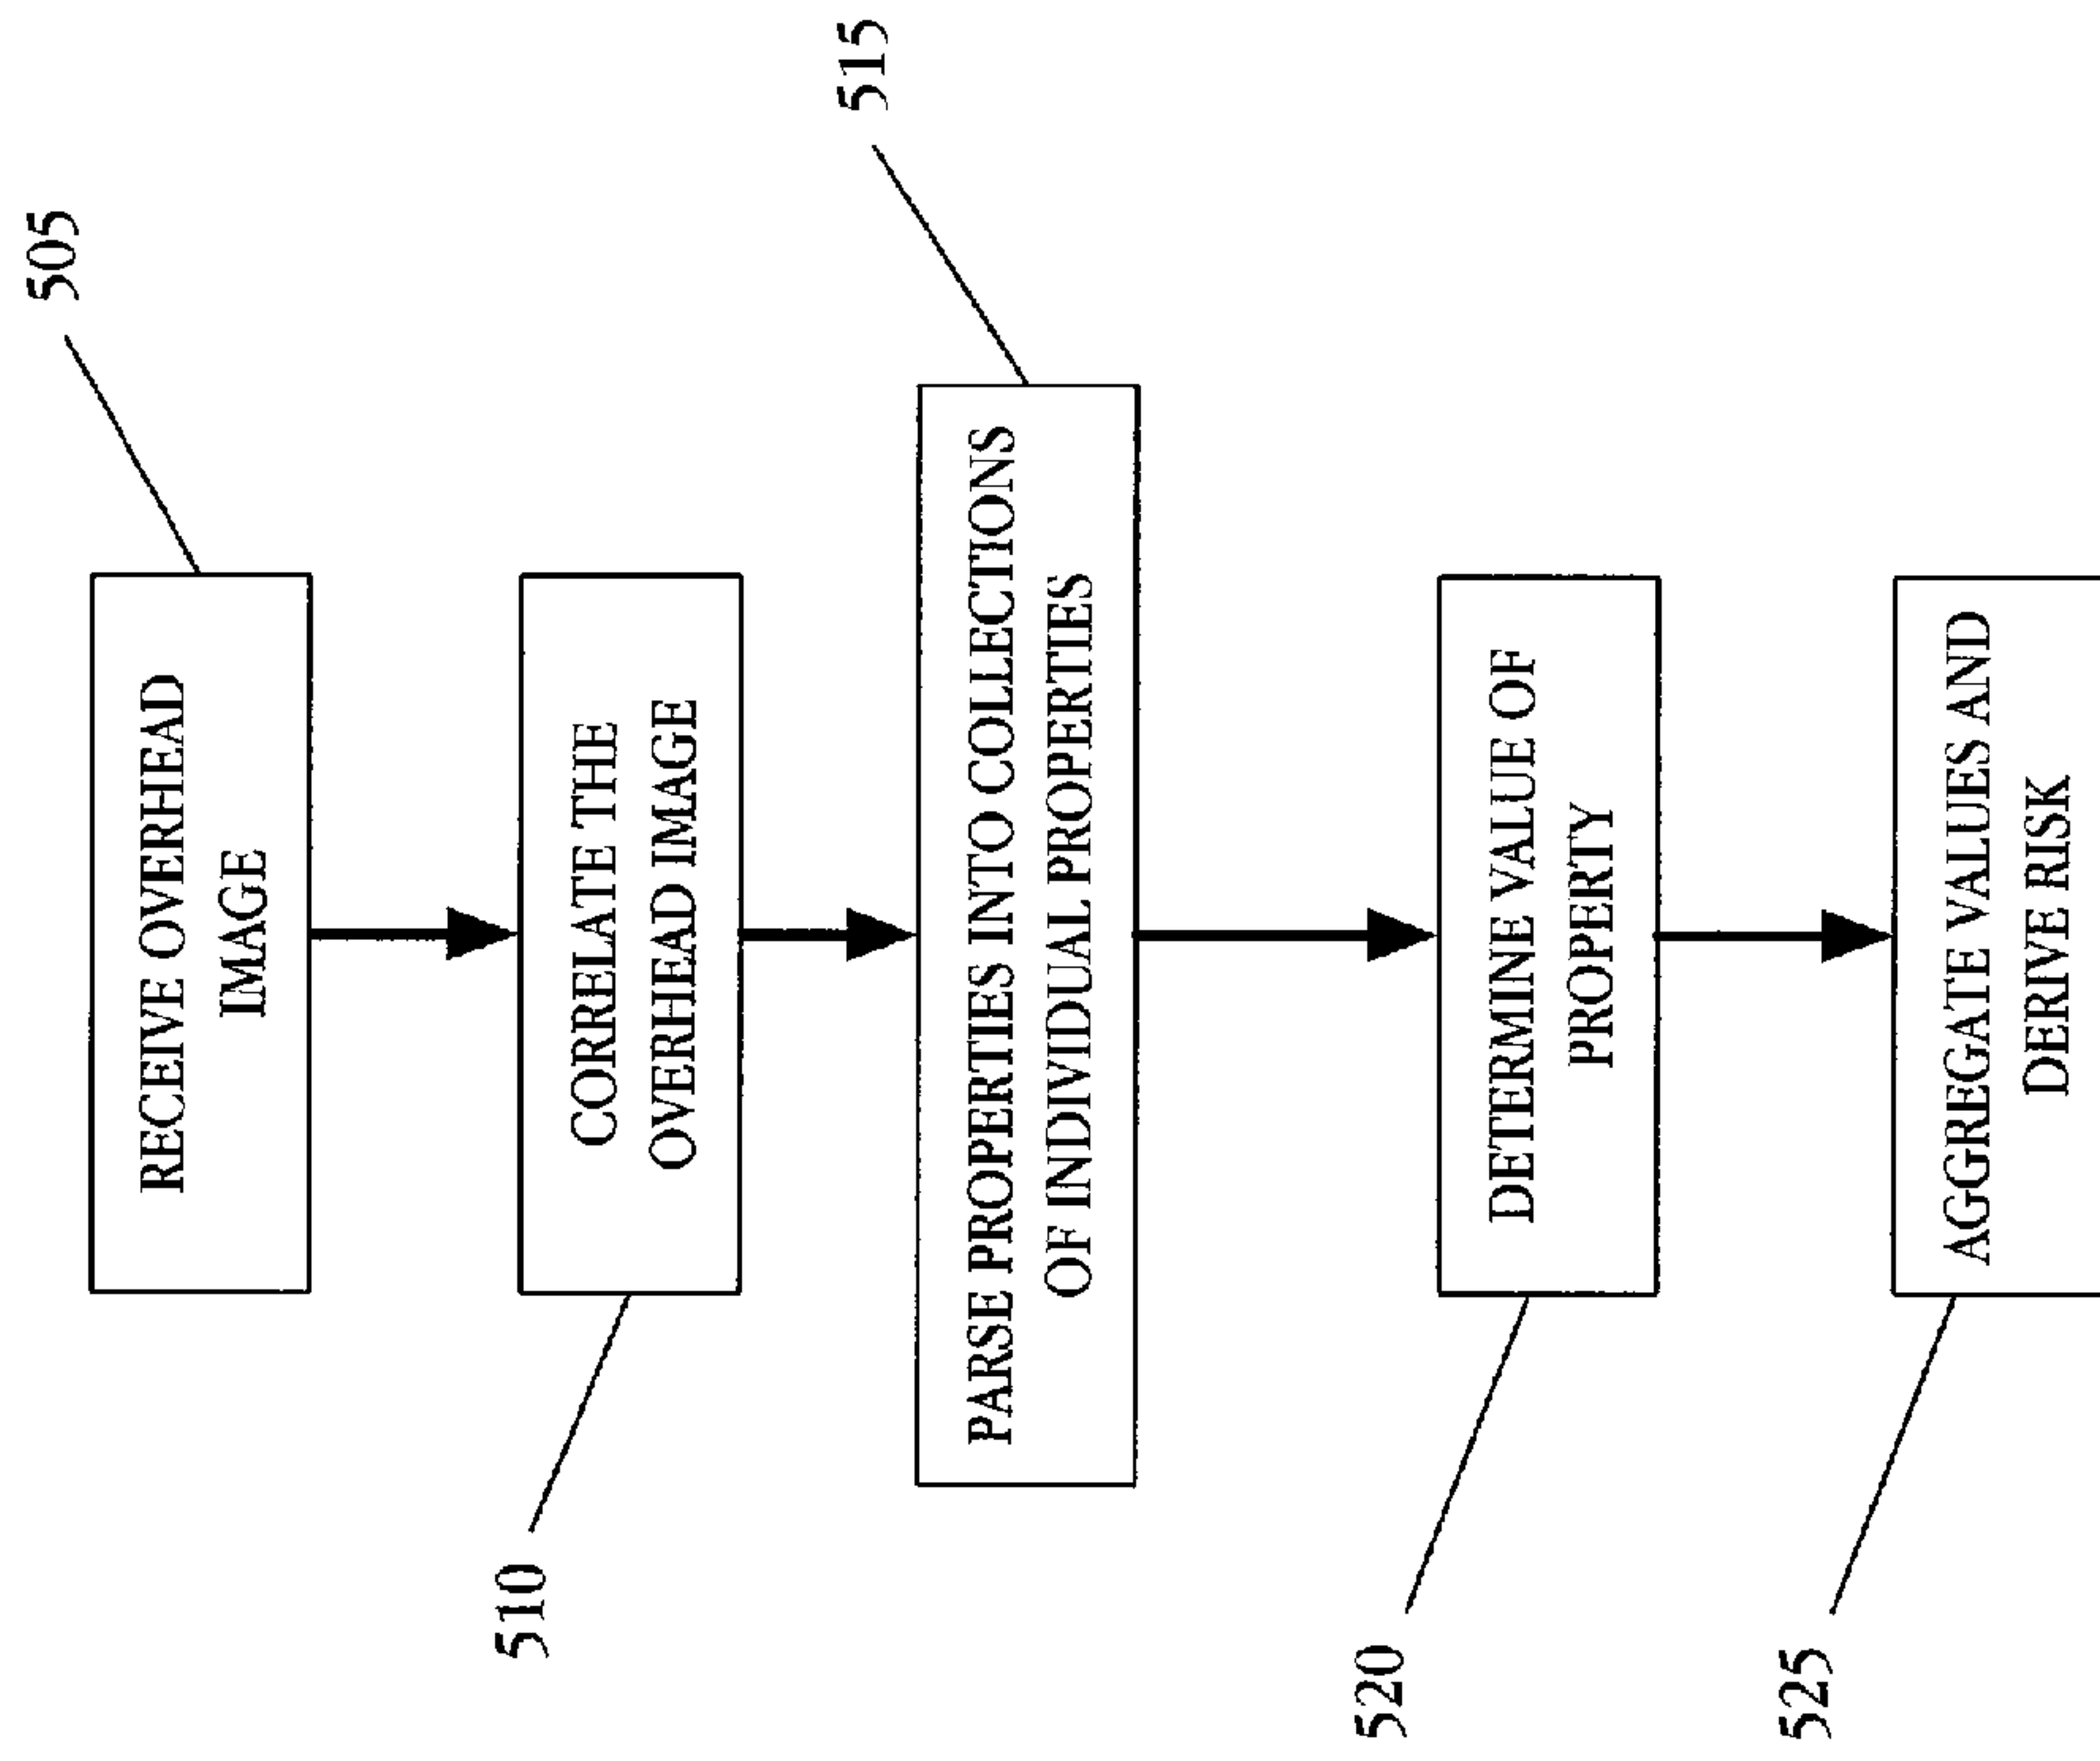 505
RECEIVE OVERHEAD
IMAGE
510
CORRELATE THE
OVERHEAD IMAGE
515
PARSE PROPERTIES INTO COLLECTIONS
OF INDIVIDUAL PROPERTIES
520
DETERMINE VALUE OF
PROPERTY
525
AGGREGATE VALUES AND
DERIVE RISK